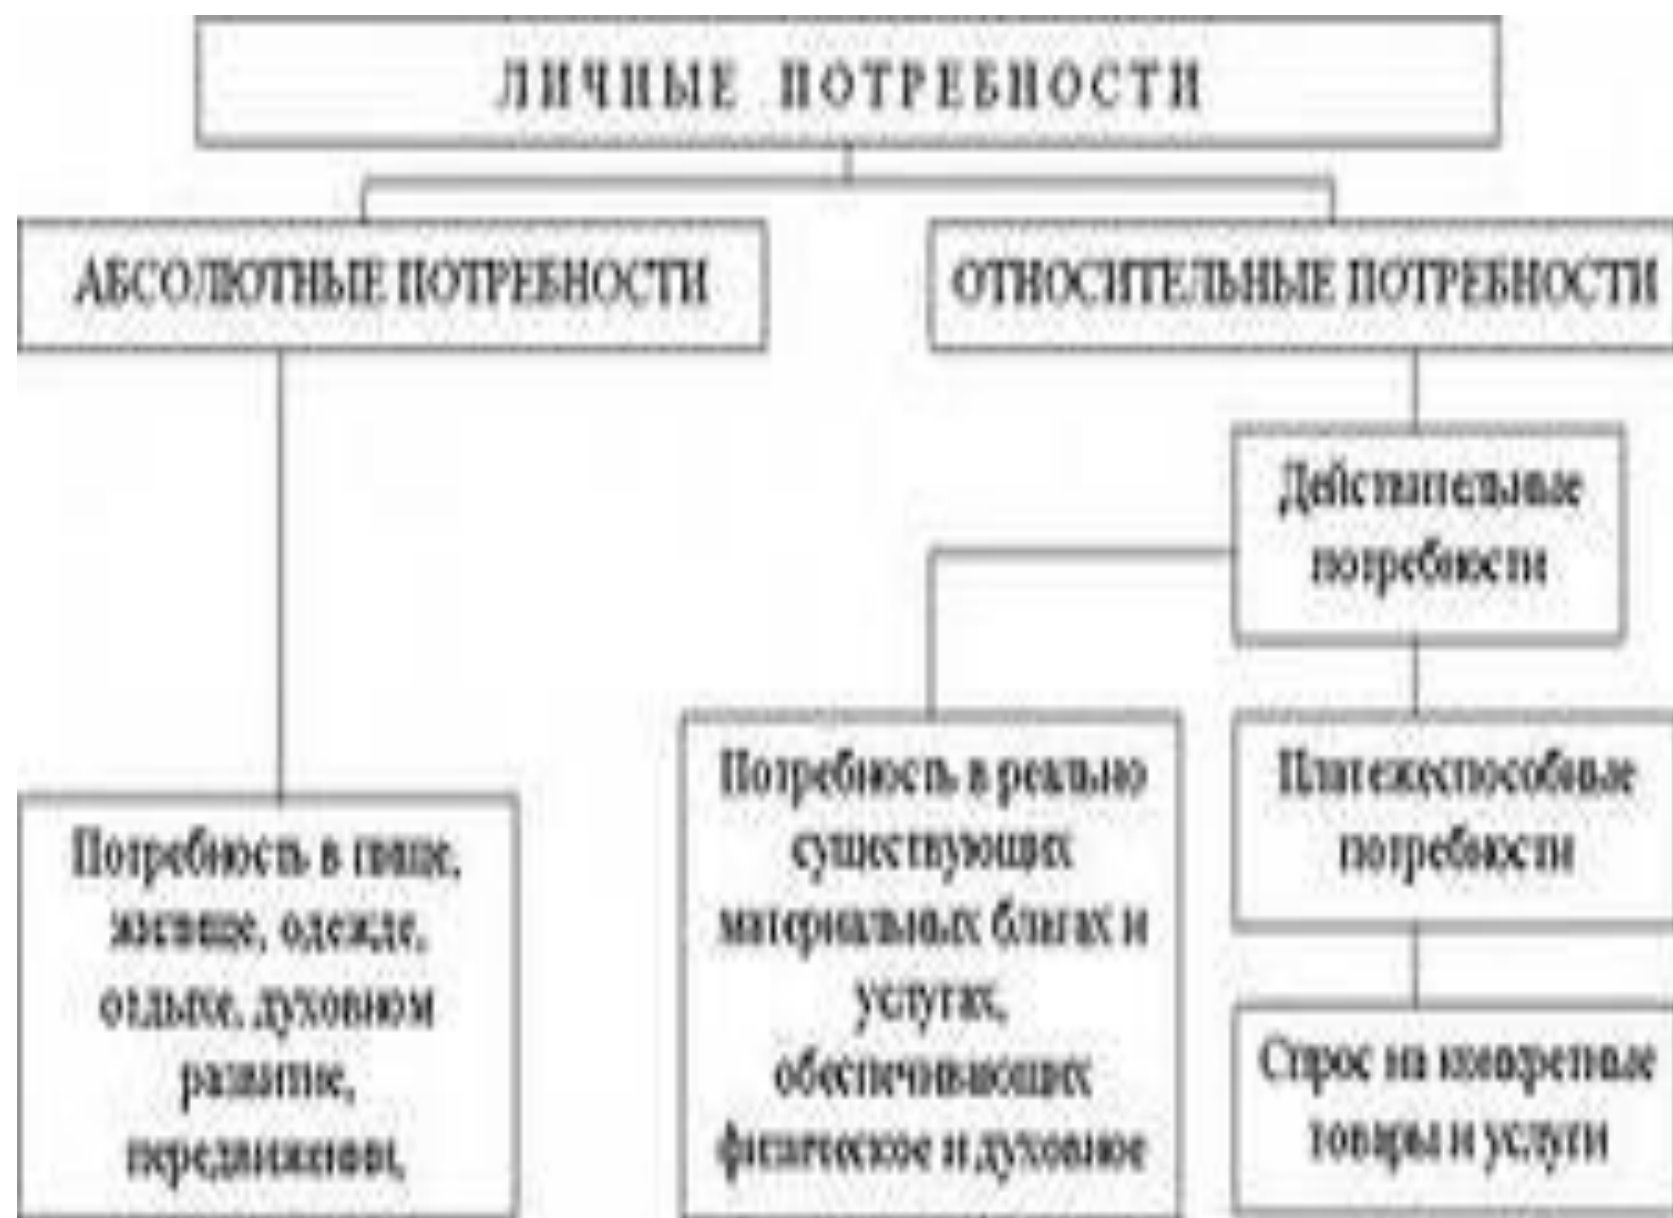 ЛИЧНЫЕ ПОТРЕБНОСТИ
АБСОЛЮТНЫЕ ПОТРЕБНОСТИ
ОТНОСИТЕЛЬНЫЕ ПОТРЕБНОСТИ
Действительные
потребности
Потребность в реально
существующих
материальных благах и
услугах,
обеспечивающих
физическое и духовное
Платежеспособные
потребности
Потребность в пище,
жилище, одежде,
отдыхе, духовном
развитие,
передвижении,
Спрос на конкретные
товары и услуги